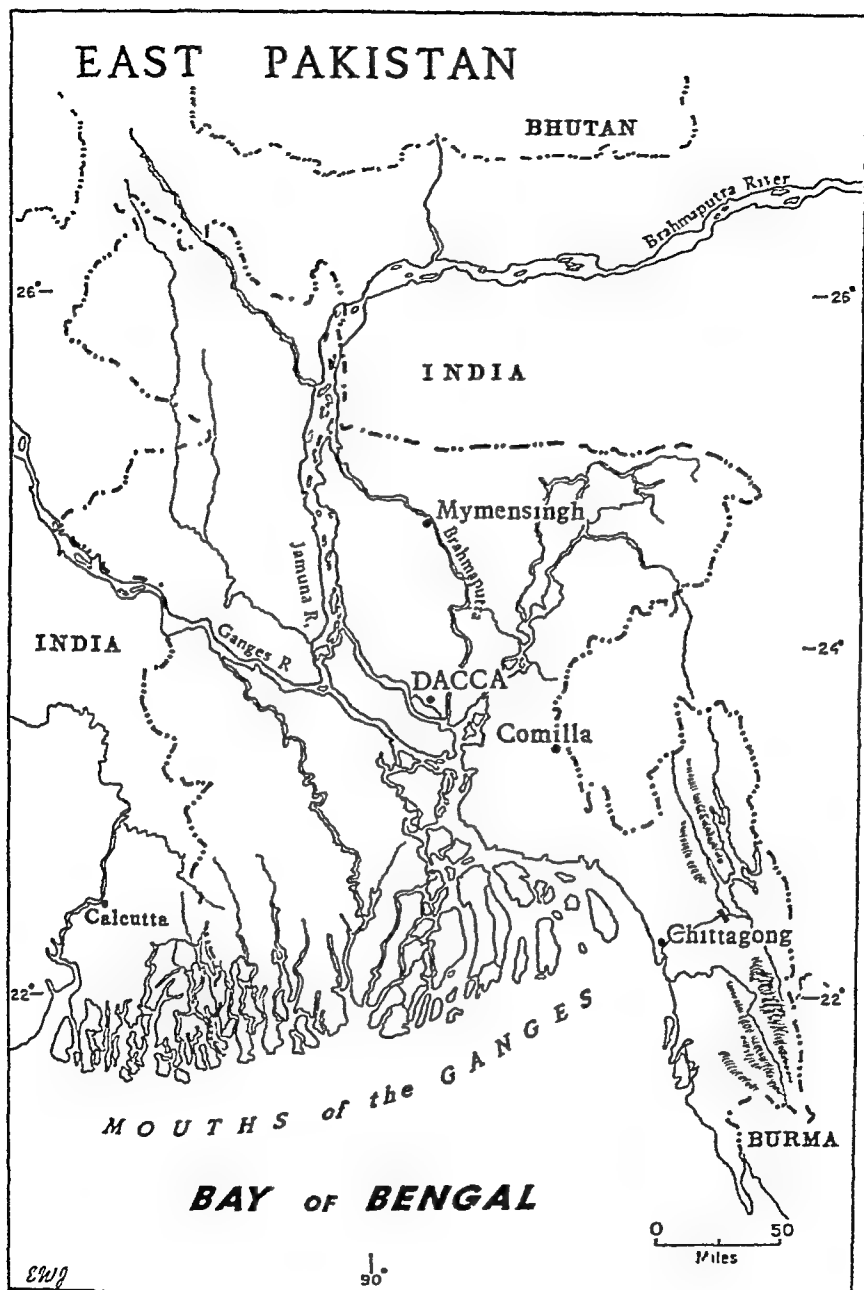 EAST PAKISTAN
BHUTAN
Brahmaputra River
26°
26°
INDIA
Mymensingh
Brahmaputra
Jamuna R.
Ganges R
INDIA
24°
DACCA
Comilla
Calcutta
Chittagong
22°
22°
MOUTHS of the GANGES
BURMA
BAY OF BENGAL
0 50
Miles
90°
EWJ